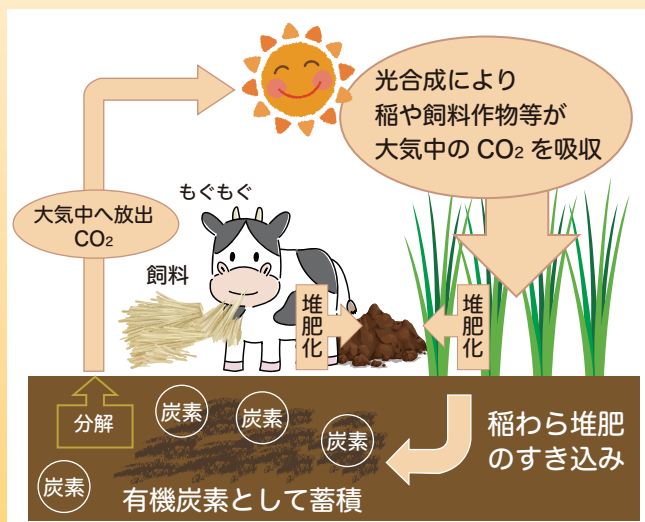 光合成により
稲や飼料作物等が
大気中の CO₂ を吸収
大気中へ放出
CO₂
もぐもぐ
飼料
堆肥化
堆肥化
分解
炭素
炭素
炭素
炭素
稲わら堆肥
のすき込み
有機炭素として蓄積